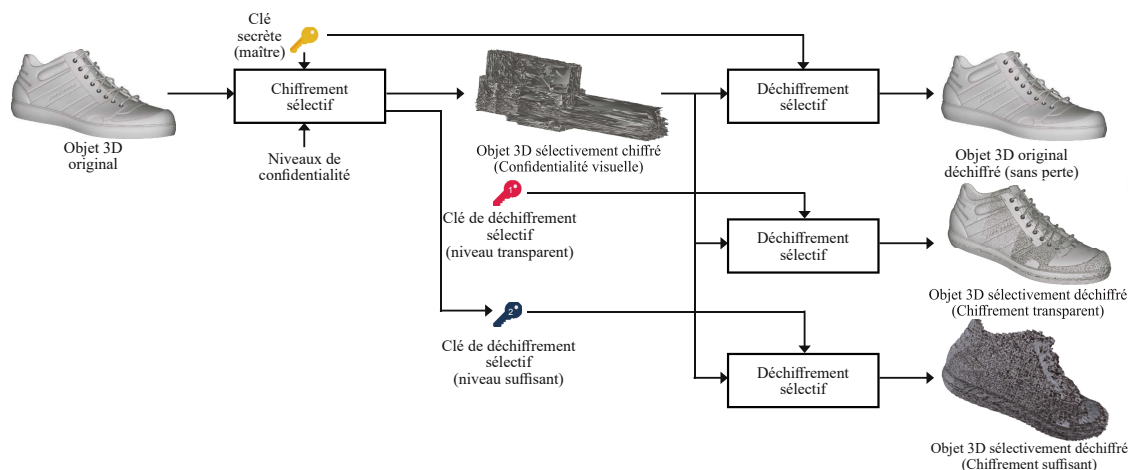 Clé
secrète
(maître)
Objet 3D
original
Chiffrement
sélectif
Niveaux de
confidentialité
Objet 3D sélectivement chiffré
(Confidentialité visuelle)
Déchiffrement
sélectif
Objet 3D original
déchiffré (sans perte)
1
Clé de déchiffrement
sélectif
(niveau transparent)
Déchiffrement
sélectif
Objet 3D sélectivement déchiffré
(Chiffrement transparent)
2
Clé de déchiffrement
sélectif
(niveau suffisant)
Déchiffrement
sélectif
Objet 3D sélectivement déchiffré
(Chiffrement suffisant)